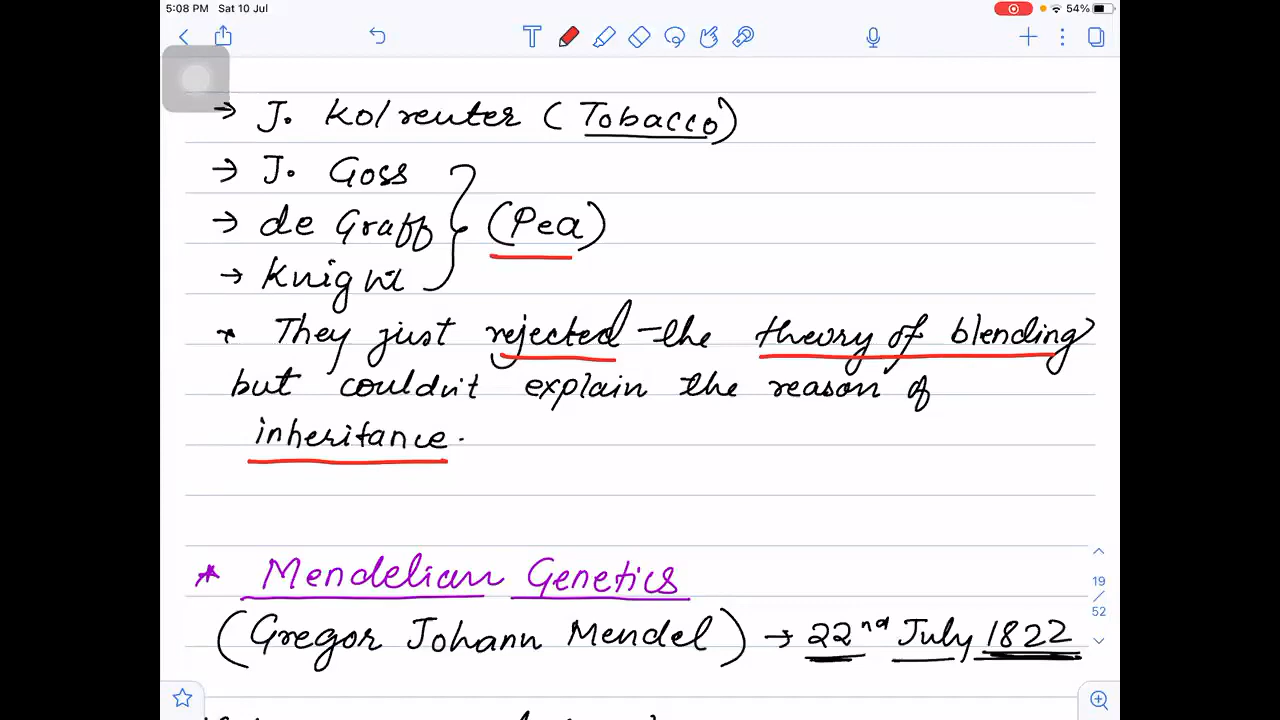 5:08 PM Sat 10 Jul
54%
→ J. Kolreuter (Tobacco)
→ J. Goss
→ de Graff
(Pea)
→ Knight
* They just rejected the theory of blending
but couldn't explain the reason of
inheritance.
* Mendelian Genetics
(Gregor Johann Mendel) → 22nd July 1822
19
/
52